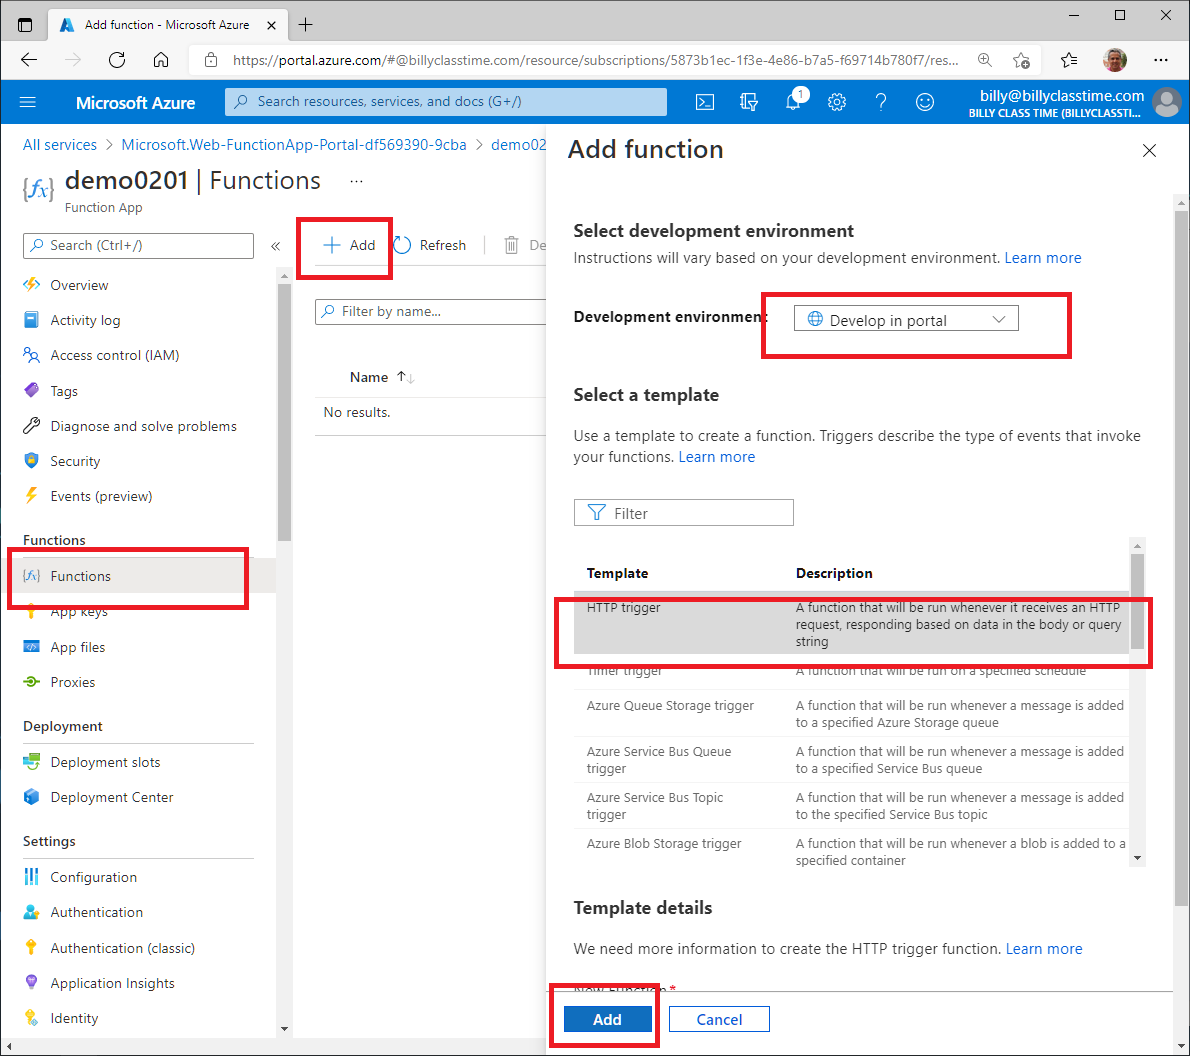 Add function - Microsoft Azure
https://portal.azure.com/#@billyclasstime.com/resource/subscriptions/5873b1ec-1f3e-4e86-b7a5-f69714b780f7/res...
Microsoft Azure
Search resources, services, and docs (G+/)
1
billy@billyclasstime.com
BILLY CLASS TIME (BILLYCLASSTI...
All services > Microsoft.Web-FunctionApp-Portal-df569390-9cba > demo02
demo0201 | Functions ...
Function App
Search (Ctrl+/)
«
Overview
Activity log
Access control (IAM)
Tags
Diagnose and solve problems
Security
Events (preview)
Functions
Functions
App keys
App files
Proxies
Deployment
Deployment slots
Deployment Center
Settings
Configuration
Authentication
Authentication (classic)
Application Insights
Identity
Add
Refresh
De
Filter by name...
Name ↑↓
No results.
Add function
Select development environment
Instructions will vary based on your development environment. Learn more
Development environment
Develop in portal
Select a template
Use a template to create a function. Triggers describe the type of events that invoke
your functions. Learn more
Filter
Template Description
HTTP trigger A function that will be run whenever it receives an HTTP
request, responding based on data in the body or query
string
Timer trigger A function that will be run on a specified schedule
Azure Queue Storage trigger A function that will be run whenever a message is added
to a specified Azure Storage queue
Azure Service Bus Queue A function that will be run whenever a message is added
trigger to a specified Service Bus queue
Azure Service Bus Topic A function that will be run whenever a message is added
trigger to the specified Service Bus topic
Azure Blob Storage trigger A function that will be run whenever a blob is added to a
specified container
Template details
We need more information to create the HTTP trigger function. Learn more
New Function *
Add
Cancel